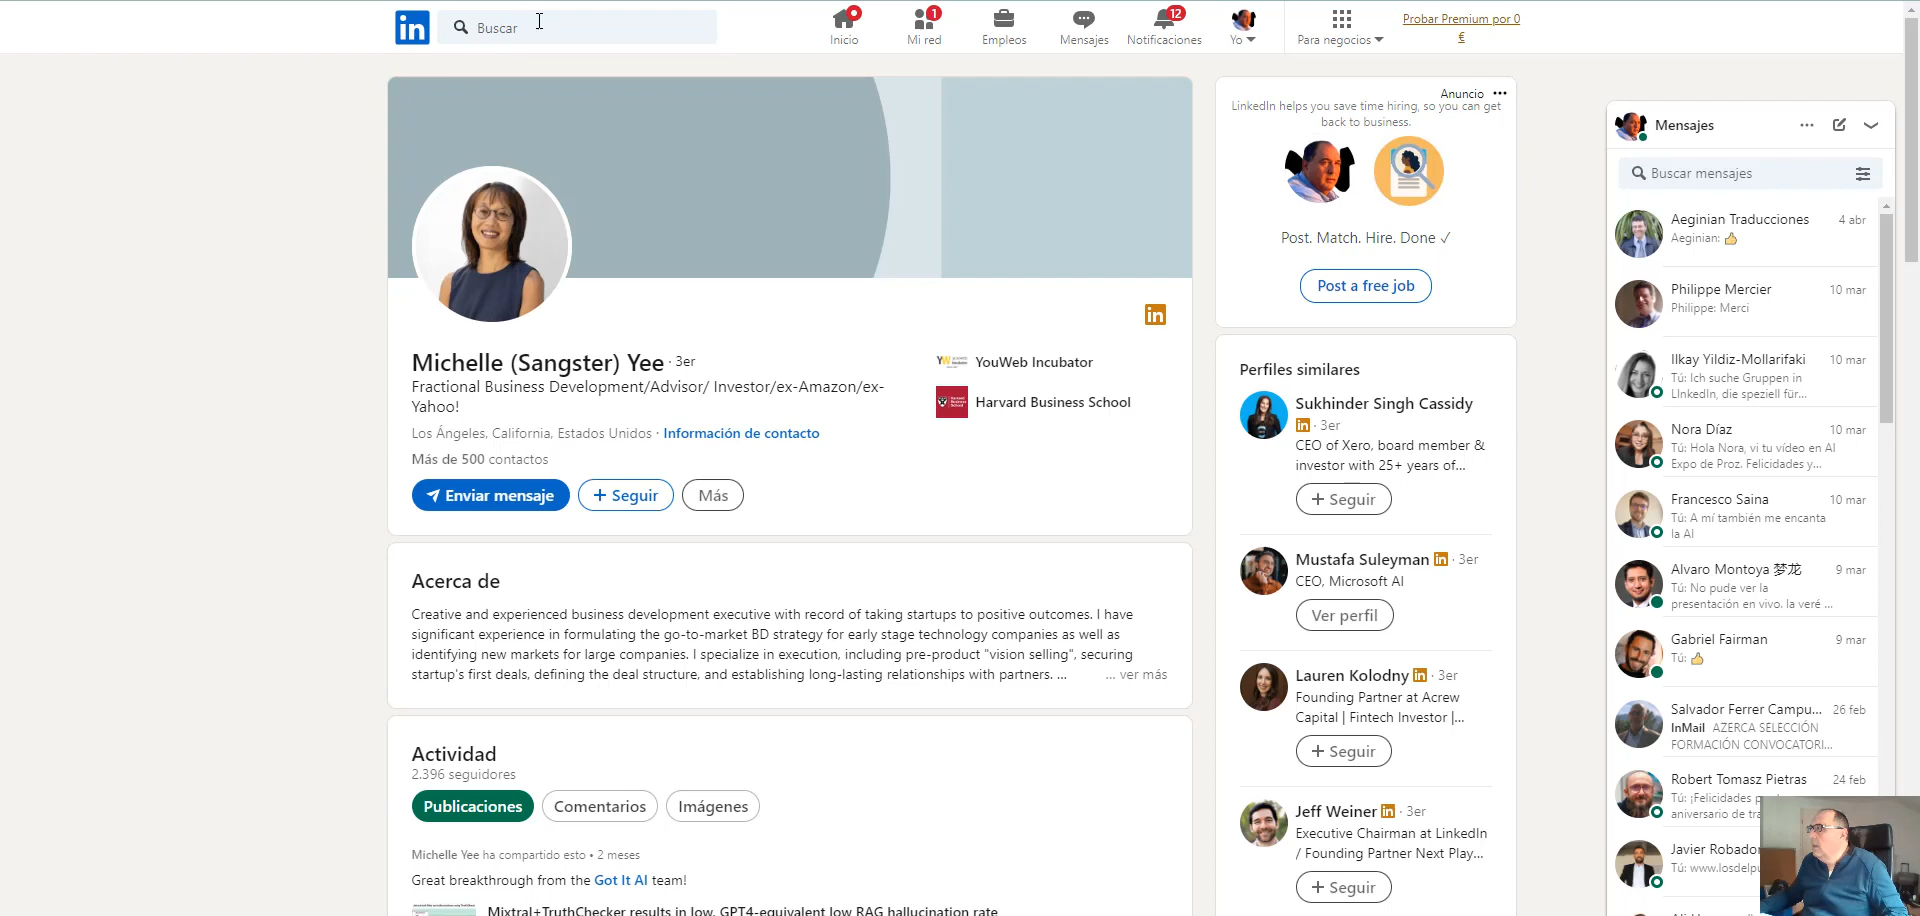 in
Buscar
Inicio
1
Mi red
Empleos
Mensajes
12
Notificaciones
Yo
Para negocios
Probar Premium por 0
€
Michelle (Sangster) Yee · 3er
Fractional Business Development/Advisor/ Investor/ex-Amazon/ex-
Yahoo!
Los Ángeles, California, Estados Unidos · Información de contacto
Más de 500 contactos
Enviar mensaje
+ Seguir
Más
in
YouWeb Incubator
Harvard Business School
Acerca de
Creative and experienced business development executive with record of taking startups to positive outcomes. I have
significant experience in formulating the go-to-market BD strategy for early stage technology companies as well as
identifying new markets for large companies. I specialize in execution, including pre-product "vision selling", securing
startup's first deals, defining the deal structure, and establishing long-lasting relationships with partners. ...
... ver más
Actividad
2.396 seguidores
Publicaciones
Comentarios
Imágenes
Michelle Yee ha compartido esto • 2 meses
Great breakthrough from the Got It AI team!
Mixtral+TruthChecker results in low, GPT4-equivalent low RAG hallucination rate
Anuncio
LinkedIn helps you save time hiring, so you can get
back to business.
Post. Match. Hire. Done ✓
Post a free job
Perfiles similares
Sukhinder Singh Cassidy
in · 3er
CEO of Xero, board member &
investor with 25+ years of...
+ Seguir
Mustafa Suleyman in · 3er
CEO, Microsoft AI
Ver perfil
Lauren Kolodny in · 3er
Founding Partner at Acrew
Capital | Fintech Investor |...
+ Seguir
Jeff Weiner in · 3er
Executive Chairman at LinkedIn
/ Founding Partner Next Play...
+ Seguir
Mensajes
Buscar mensajes
Aeginian Traducciones 4 abr
Aeginian: 👍
Philippe Mercier 10 mar
Philippe: Merci
Ilkay Yildiz-Mollarifaki 10 mar
Tú: Ich suche Gruppen in
LInkedIn, die speziell für...
Nora Díaz 10 mar
Tú: Hola Nora, vi tu vídeo en AI
Expo de Proz. Felicidades y...
Francesco Saina 10 mar
Tú: A mí también me encanta
la AI
Alvaro Montoya 梦龙 9 mar
Tú: No pude ver la
presentación en vivo. la veré ...
Gabriel Fairman 9 mar
Tú: 👍
Salvador Ferrer Campu... 26 feb
InMail AZERCA SELECCIÓN
FORMACIÓN CONVOCATORI...
Robert Tomasz Pietras 24 feb
Tú: ¡Felicidades p
aniversario de tra
Javier Robador
Tú: www.losdelpu